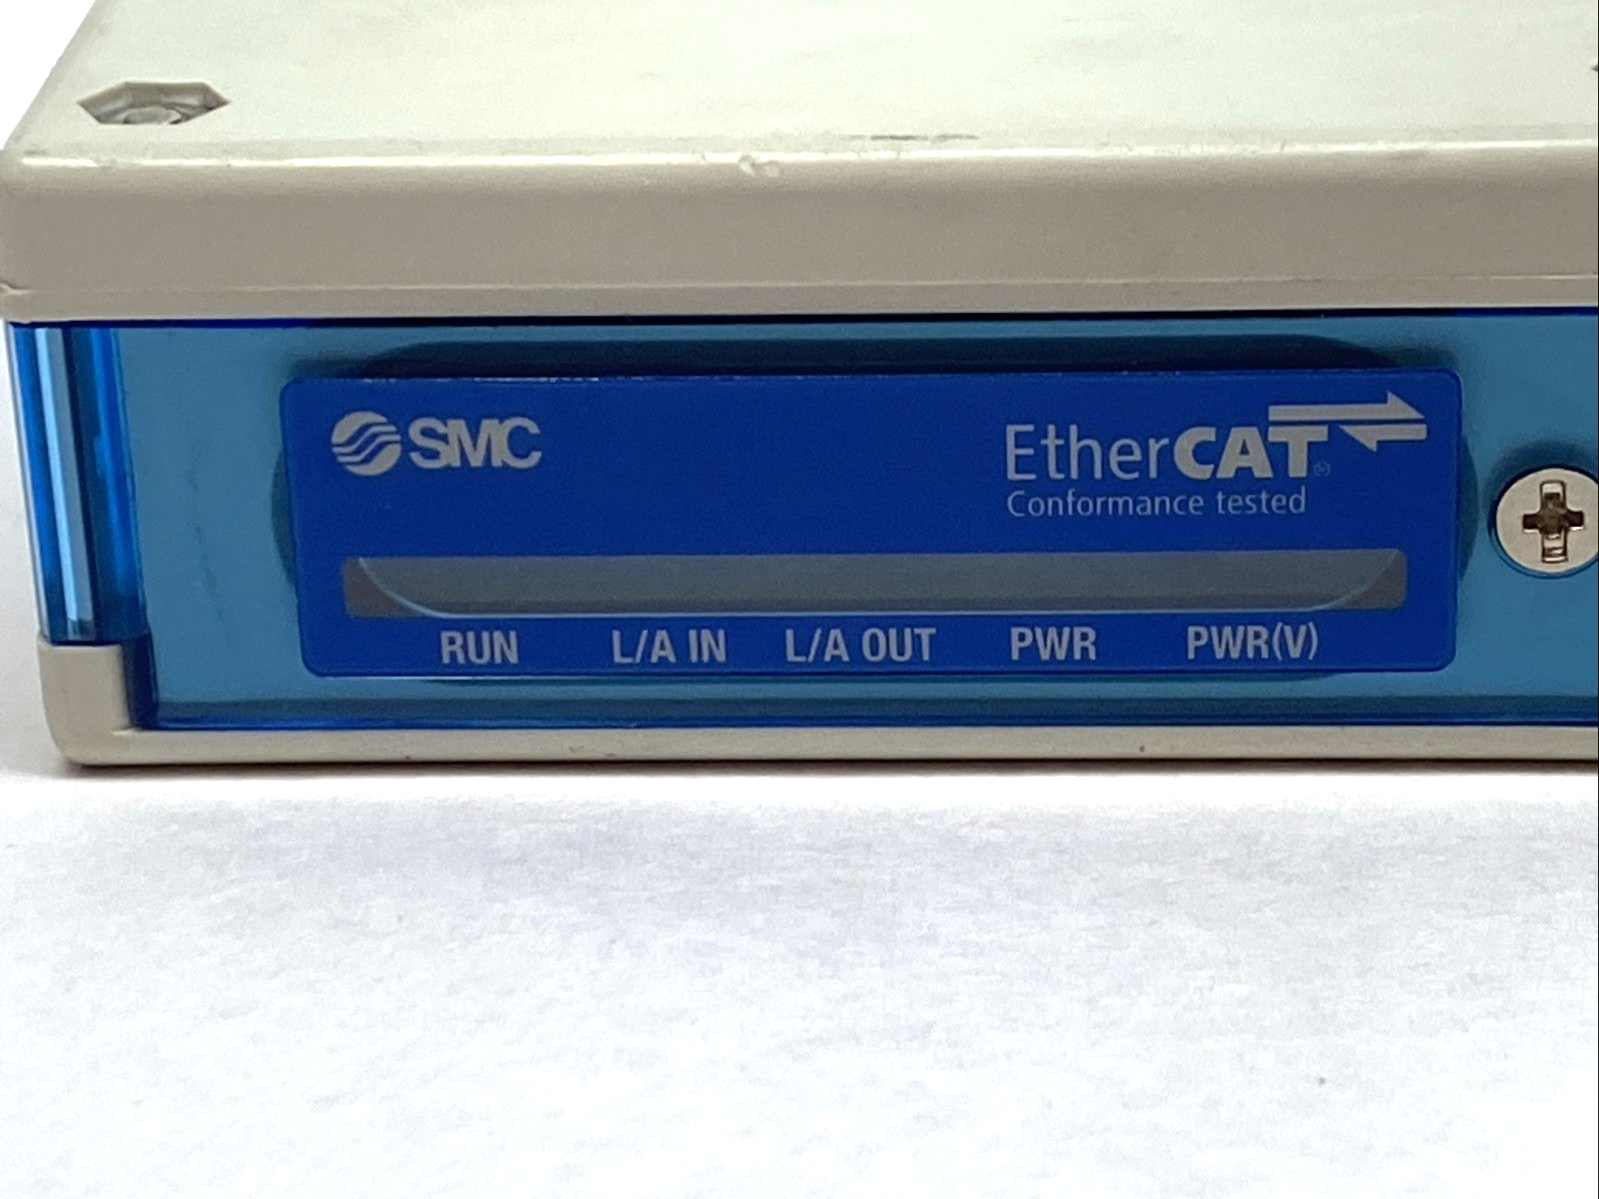 SMC
EtherCAT®
Conformance tested
RUN L/A IN L/A OUT PWR PWR(V)